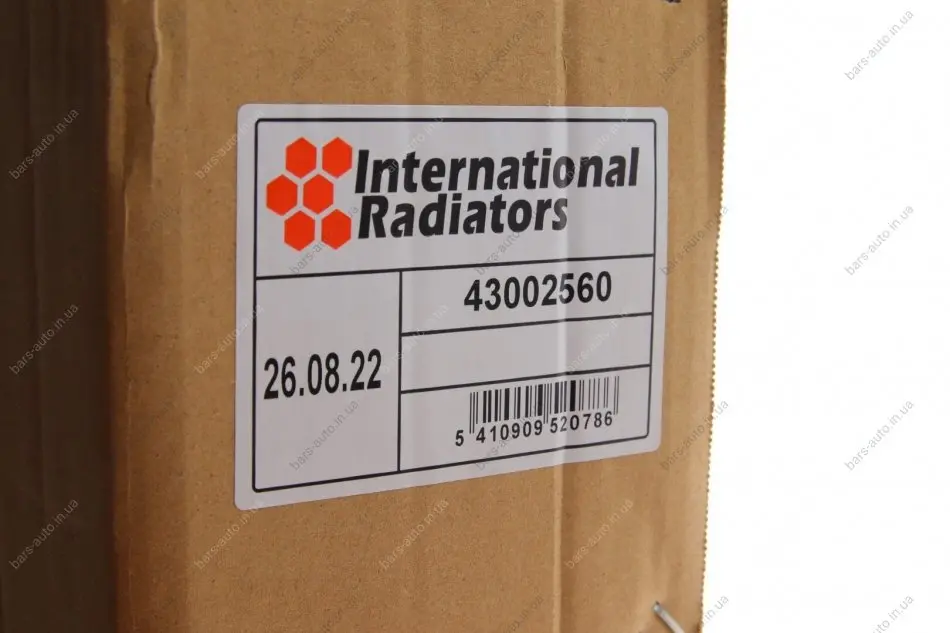 International
Radiators
43002560
26.08.22
5 410909 520786
bars-auto.in.ua